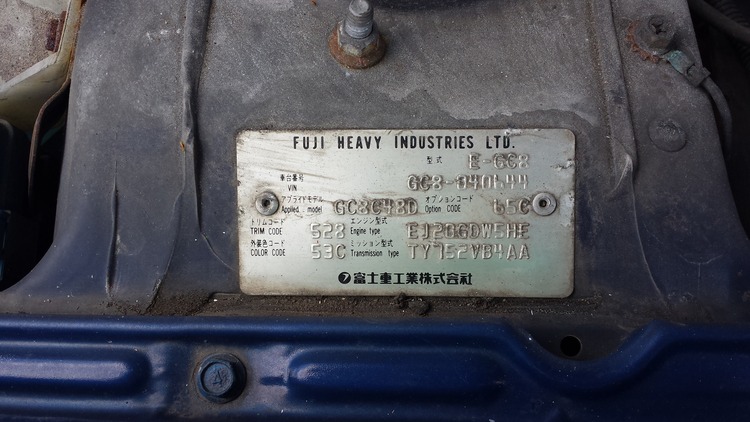 FUJI HEAVY INDUSTRIES LTD.
型式 E-GC8
車台番号 VIN GC8-040644
アプライドモデル Applied model GC8C48D オプションコード Option CODE 65C
トリムコード TRIM CODE 528 エンジン型式 Engine type EJ20GDW5HE
外装色コード COLOR CODE 53C ミッション型式 Transmission type TY752VB4AA
富士重工業株式会社